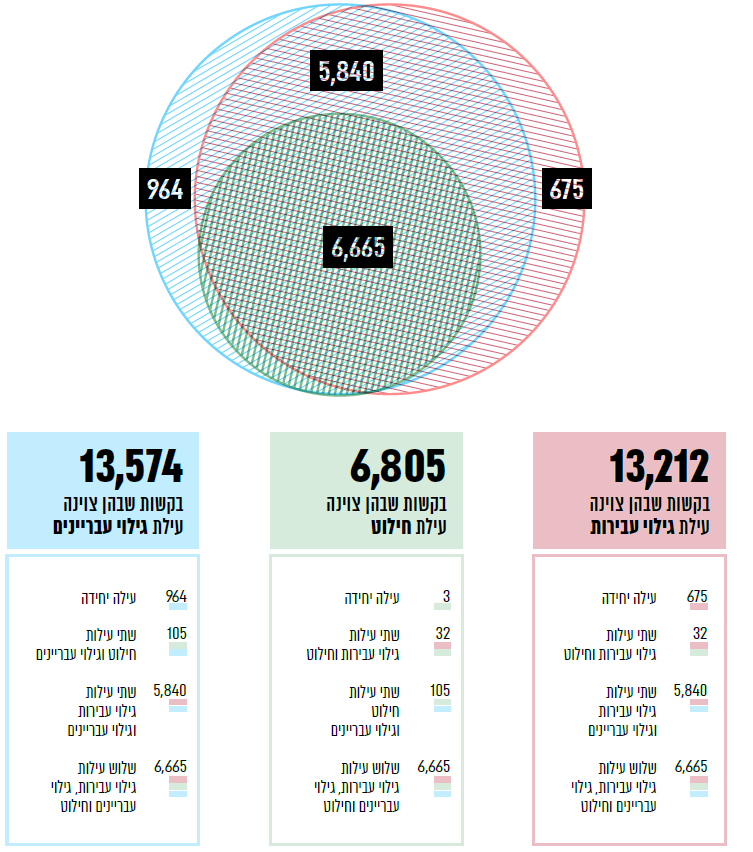 5,840
964
675
6,665
13,212
בקשות שבהן צוינה
עילת גילוי עבירות
675 עילה יחידה
32 שתי עילות
גילוי עבירות וחילוט
5,840 שתי עילות
גילוי עבירות
וגילוי עבריינים
6,665 שלוש עילות
גילוי עבירות, גילוי
עבריינים וחילוט
6,805
בקשות שבהן צוינה
עילת חילוט
3 עילה יחידה
32 שתי עילות
גילוי עבירות וחילוט
105 שתי עילות
חילוט
וגילוי עבריינים
6,665 שלוש עילות
גילוי עבירות, גילוי
עבריינים וחילוט
13,574
בקשות שבהן צוינה
עילת גילוי עבריינים
964 עילה יחידה
105 שתי עילות
חילוט וגילוי עבריינים
5,840 שתי עילות
גילוי עבירות
וגילוי עבריינים
6,665 שלוש עילות
גילוי עבירות, גילוי
עבריינים וחילוט